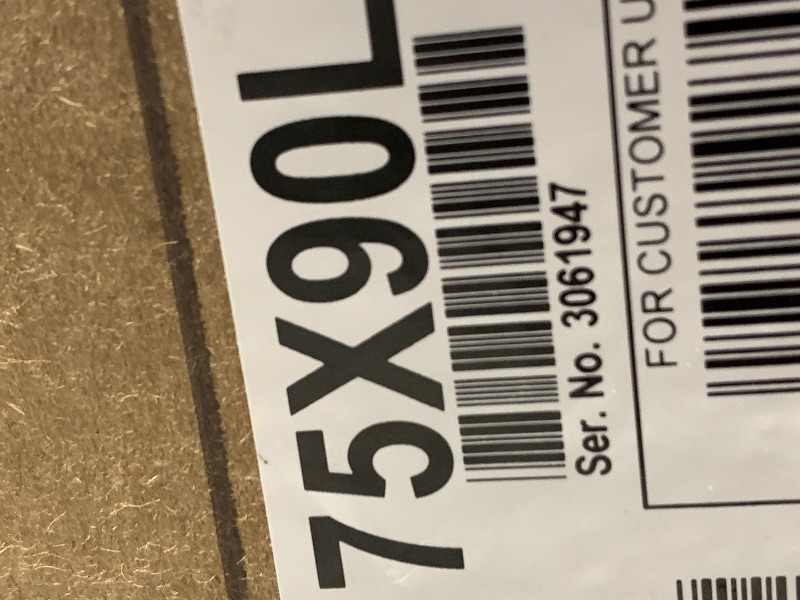 75X90L
Ser. No. 3061947
FOR CUSTOMER U